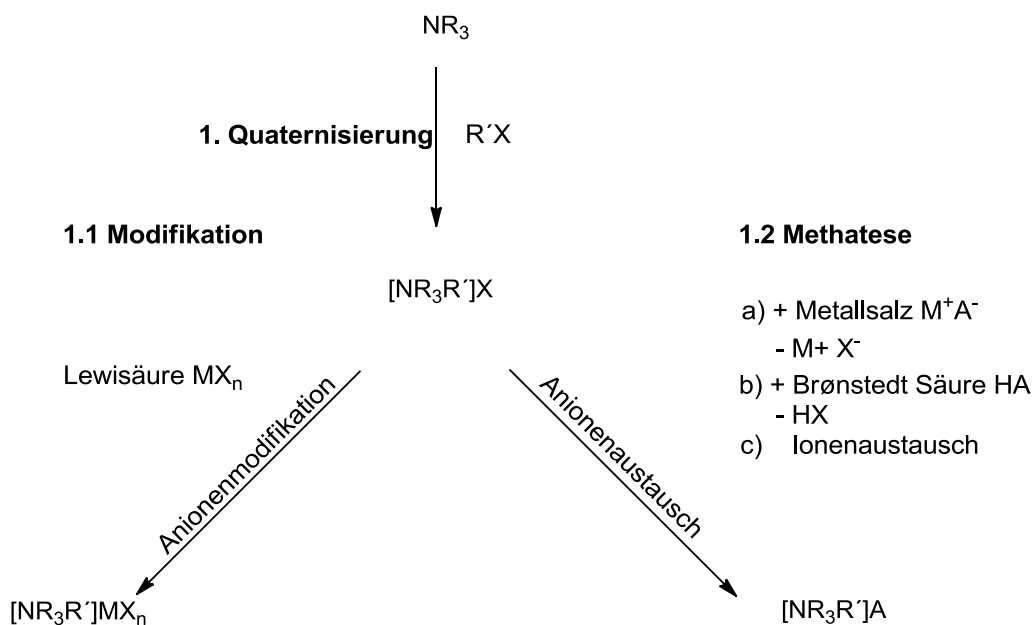 NR₃
1. Quaternisierung R´X
1.1 Modifikation
1.2 Methatese
[NR₃R´]X
a) + Metallsalz M⁺A⁻
- M+ X⁻
Lewisäure MXₙ
b) + Brønstedt Säure HA
- HX
c) Ionenaustausch
Anionenmodifikation
Anionenaustausch
[NR₃R´]MXₙ
[NR₃R´]A